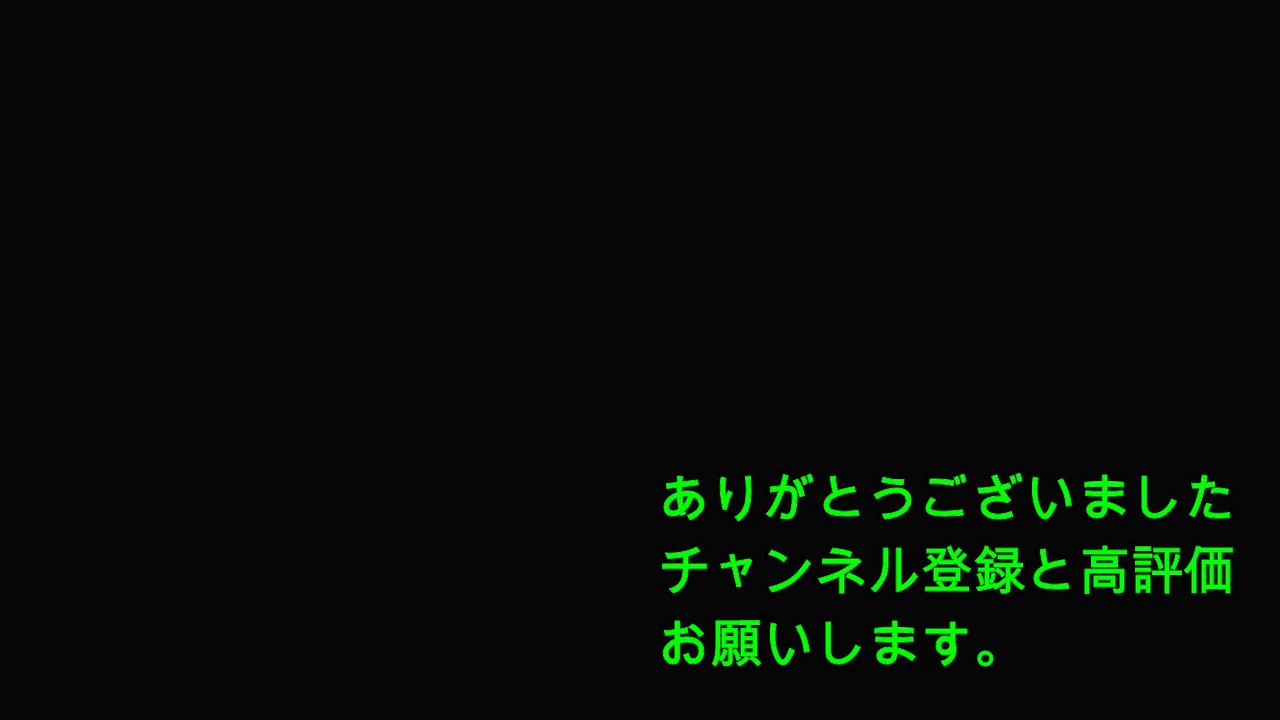 ありがとうございました
チャンネル登録と高評価
お願いします。